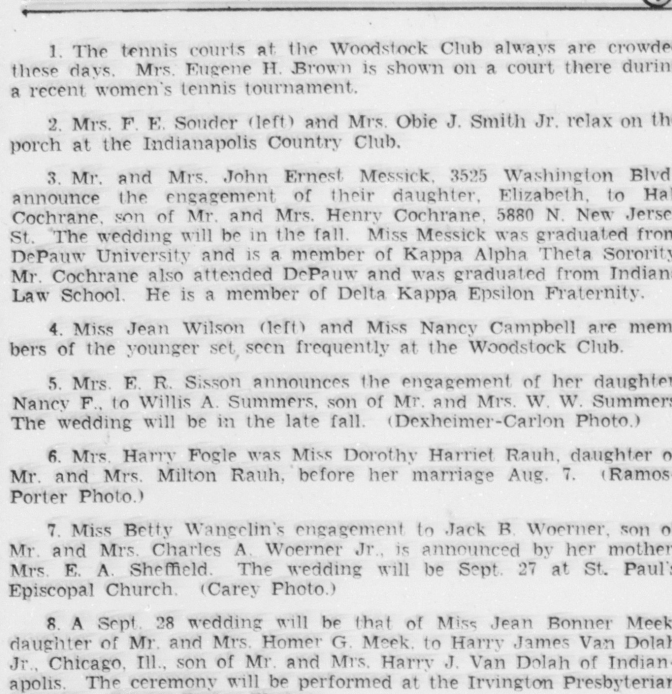 1. The tennis courts at the Woodstock Club always are crowde
these days. Mrs. Eugene H. Brown is shown on a court there durin
a recent women's tennis tournament.
2. Mrs. F. E. Souder (left) and Mrs. Obie J. Smith Jr. relax on th
porch at the Indianapolis Country Club.
3. Mr. and Mrs. John Ernest Messick, 3525 Washington Blvd
announce the engagement of their daughter, Elizabeth, to Hal
Cochrane, son of Mr. and Mrs. Henry Cochrane, 5880 N. New Jerse
St. The wedding will be in the fall. Miss Messick was graduated from
DePauw University and is a member of Kappa Alpha Theta Sorority
Mr. Cochrane also attended DePauw and was graduated from Indian
Law School. He is a member of Delta Kappa Epsilon Fraternity.
4. Miss Jean Wilson (left) and Miss Nancy Campbell are mem
bers of the younger set seen frequently at the Woodstock Club.
5. Mrs. E. R. Sisson announces the engagement of her daughter
Nancy F., to Willis A. Summers, son of Mr. and Mrs. W. W. Summers
The wedding will be in the late fall. (Dexheimer-Carlon Photo.)
6. Mrs. Harry Fogle was Miss Dorothy Harriet Rauh, daughter o
Mr. and Mrs. Milton Rauh, before her marriage Aug. 7. (Ramos-
Porter Photo.)
7. Miss Betty Wangelin's engagement to Jack B. Woerner, son o
Mr. and Mrs. Charles A. Woerner Jr., is announced by her mother
Mrs. E. A. Sheffield. The wedding will be Sept. 27 at St. Paul's
Episcopal Church. (Carey Photo.)
8. A Sept. 28 wedding will be that of Miss Jean Bonner Meek
daughter of Mr. and Mrs. Homer G. Meek, to Harry James Van Dolah
Jr., Chicago, Ill., son of Mr. and Mrs. Harry J. Van Dolah of Indian
apolis. The ceremony will be performed at the Irvington Presbyterian